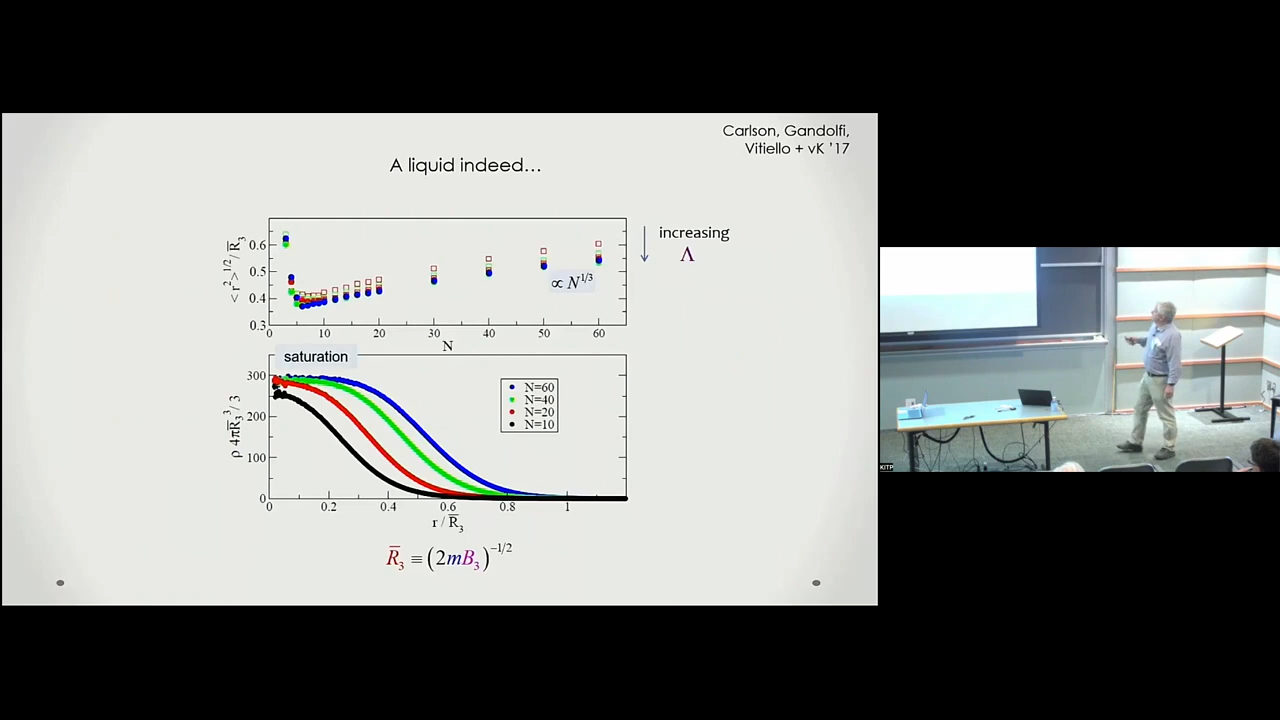 Carlson, Gandolfi,
Vitiello + vK '17
A liquid indeed…
< r² >^1/2 / R̅₃
0.6
0.5
0.4
0.3
0 10 20 30 40 50 60
N
∝ N^1/3
increasing
Λ
saturation
ρ 4πR̅₃³ / 3
300
200
100
0
N=60
N=40
N=20
N=10
0 0.2 0.4 0.6 0.8 1
r / R̅₃
R̅₃ ≡ (2mB₃)^−1/2
KITP